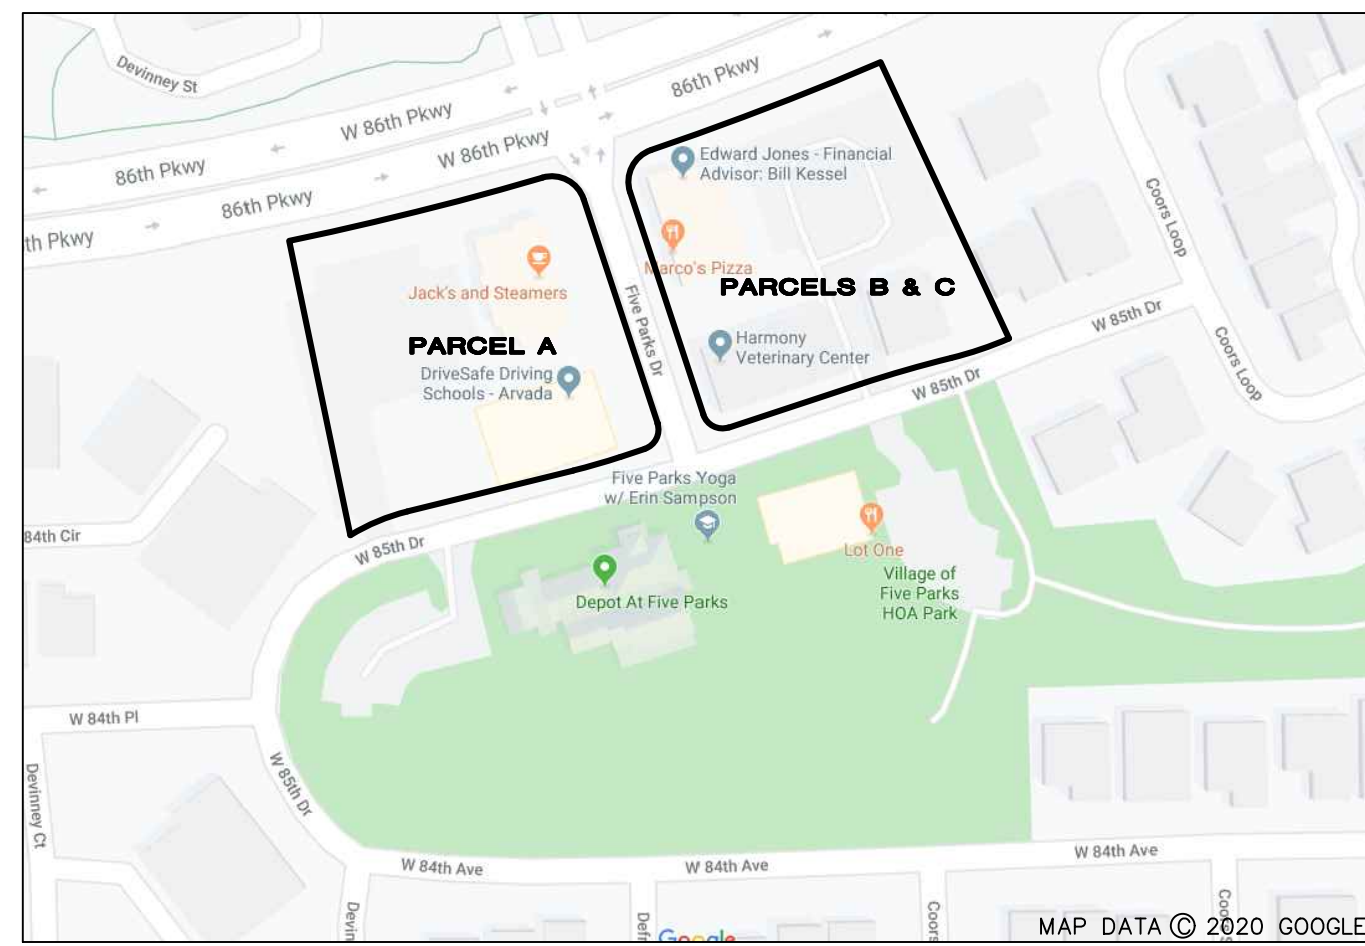 Devinney St
86th Pkwy
W 86th Pkwy
W 86th Pkwy
86th Pkwy
86th Pkwy
th Pkwy
Edward Jones - Financial
Advisor: Bill Kessel
Marco's Pizza
PARCELS B & C
Harmony
Veterinary Center
Jack's and Steamers
PARCEL A
DriveSafe Driving
Schools - Arvada
Five Parks Dr
Coors Loop
W 85th Dr
Coors Loop
W 85th Dr
Five Parks Yoga
w/ Erin Sampson
84th Cir
W 85th Dr
Lot One
Village of
Five Parks
HOA Park
Depot At Five Parks
W 84th Pl
W 85th Dr
Devinney Ct
W 84th Ave
W 84th Ave
W 84th Ave
Devin
Coors
Google
MAP DATA © 2020 GOOGLE